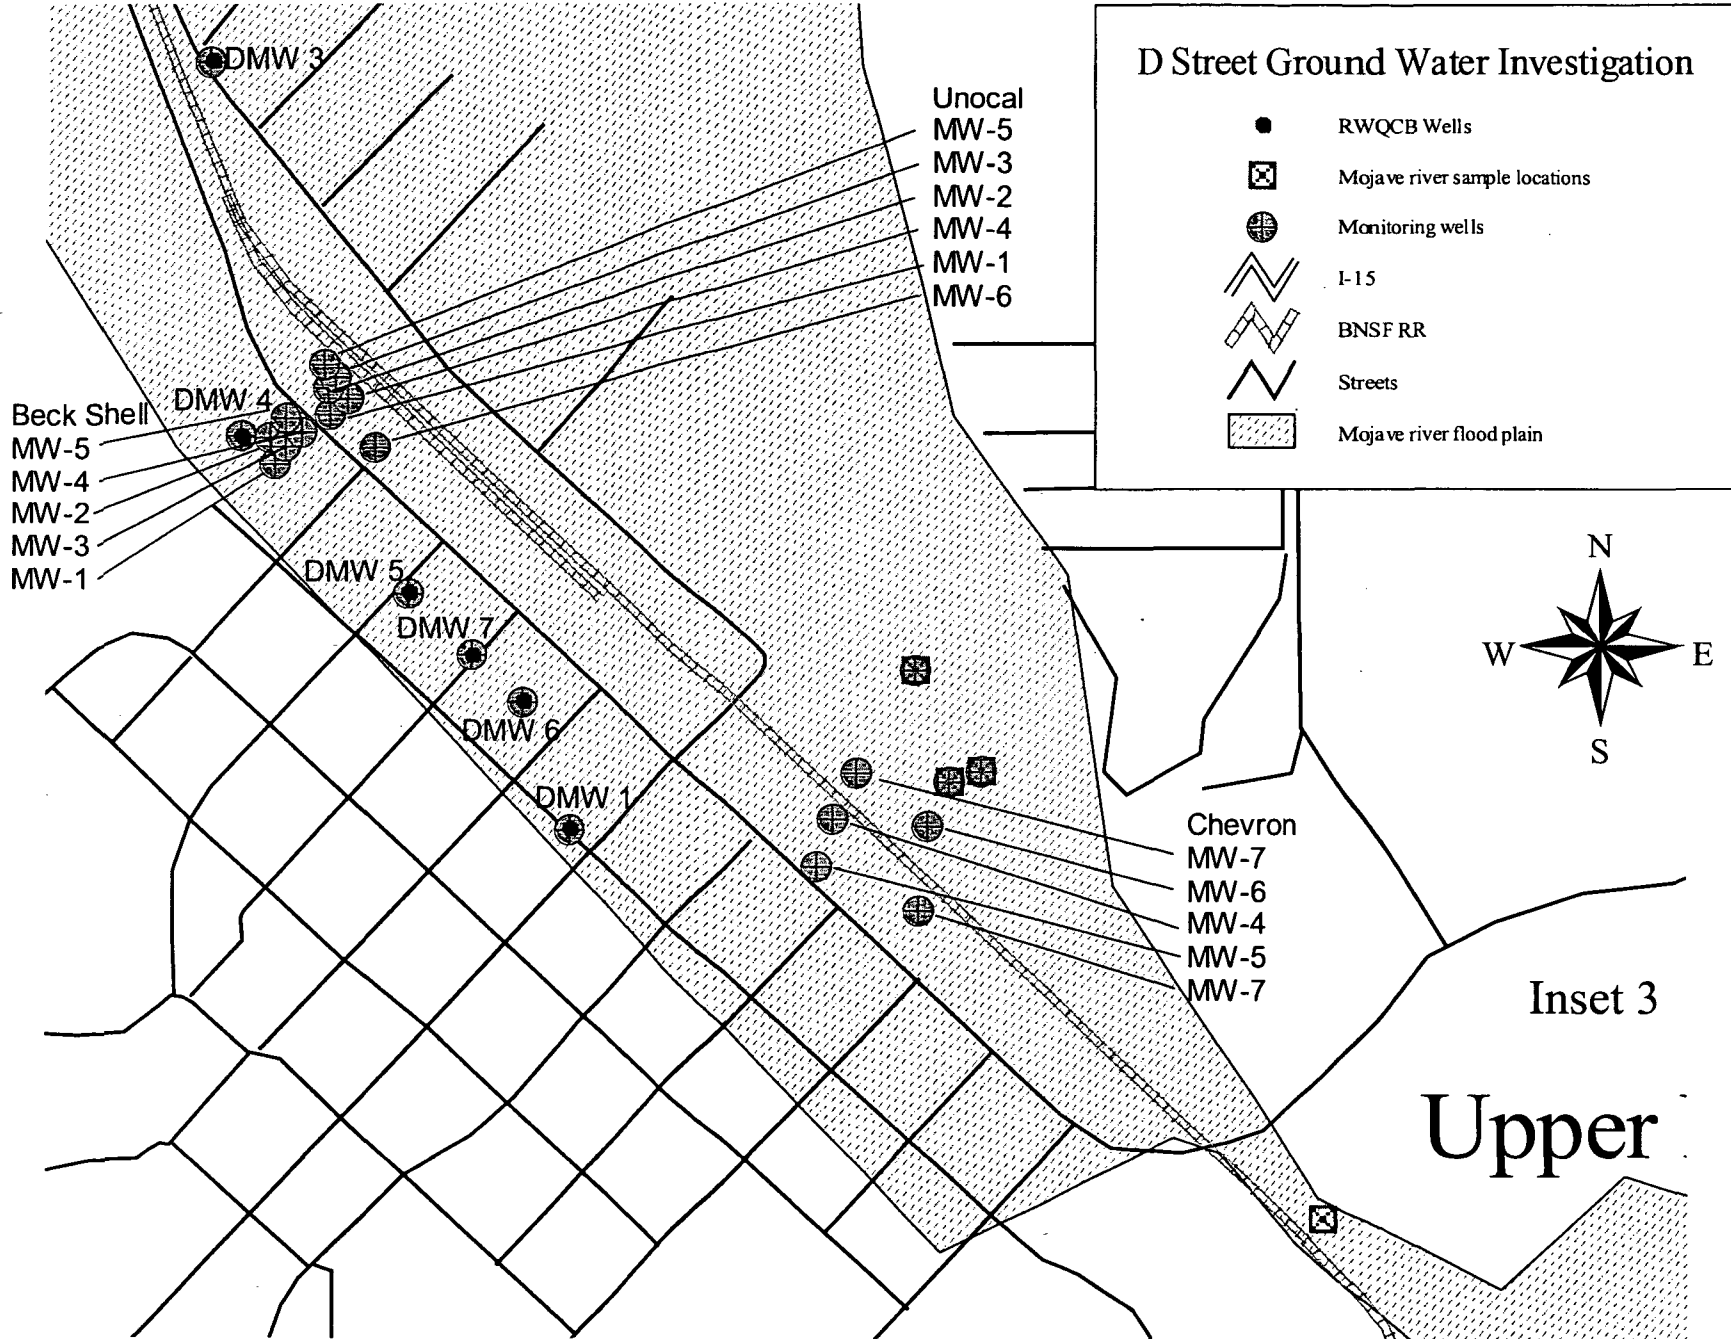 D Street Ground Water Investigation
RWQCB Wells
Mojave river sample locations
Monitoring wells
I-15
BNSF RR
Streets
Mojave river flood plain
DMW 3
Unocal
MW-5
MW-3
MW-2
MW-4
MW-1
MW-6
DMW 4
Beck Shell
MW-5
MW-4
MW-2
MW-3
MW-1
DMW 5
DMW 7
DMW 6
DMW 1
N
W
E
S
Chevron
MW-7
MW-6
MW-4
MW-5
MW-7
Inset 3
Upper